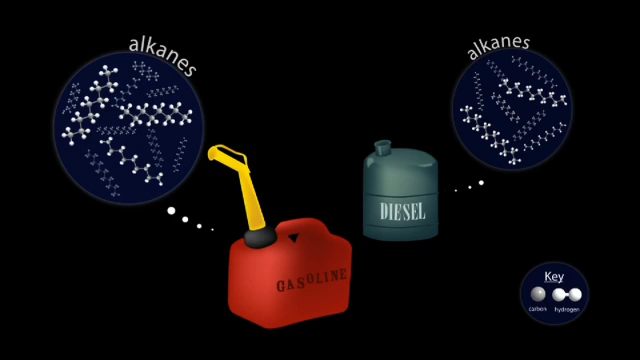 alkanes
alkanes
GASOLINE
DIESEL
Key
carbon hydrogen